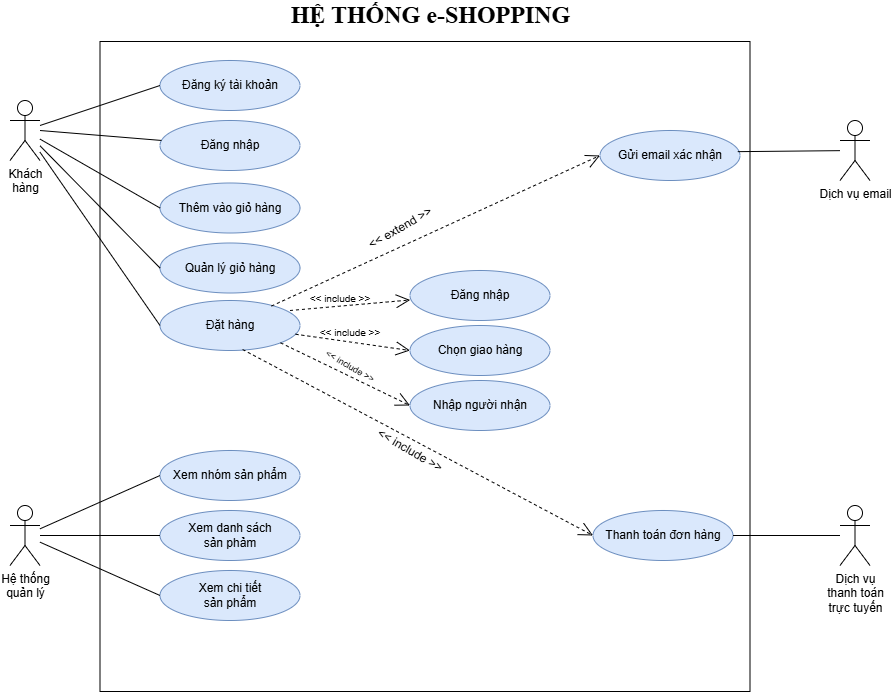 HỆ THỐNG e-SHOPPING
Đăng ký tài khoản
Đăng nhập
Khách
hàng
Thêm vào giỏ hàng
Quản lý giỏ hàng
Đặt hàng
<< extend >>
Gửi email xác nhận
Dịch vụ email
<< include >>
Đăng nhập
<< include >>
Chọn giao hàng
<< include >>
Nhập người nhận
<< include >>
Thanh toán đơn hàng
Dịch vụ
thanh toán
trực tuyến
Xem nhóm sản phẩm
Xem danh sách
sản phảm
Xem chi tiết
sản phẩm
Hệ thống
quản lý